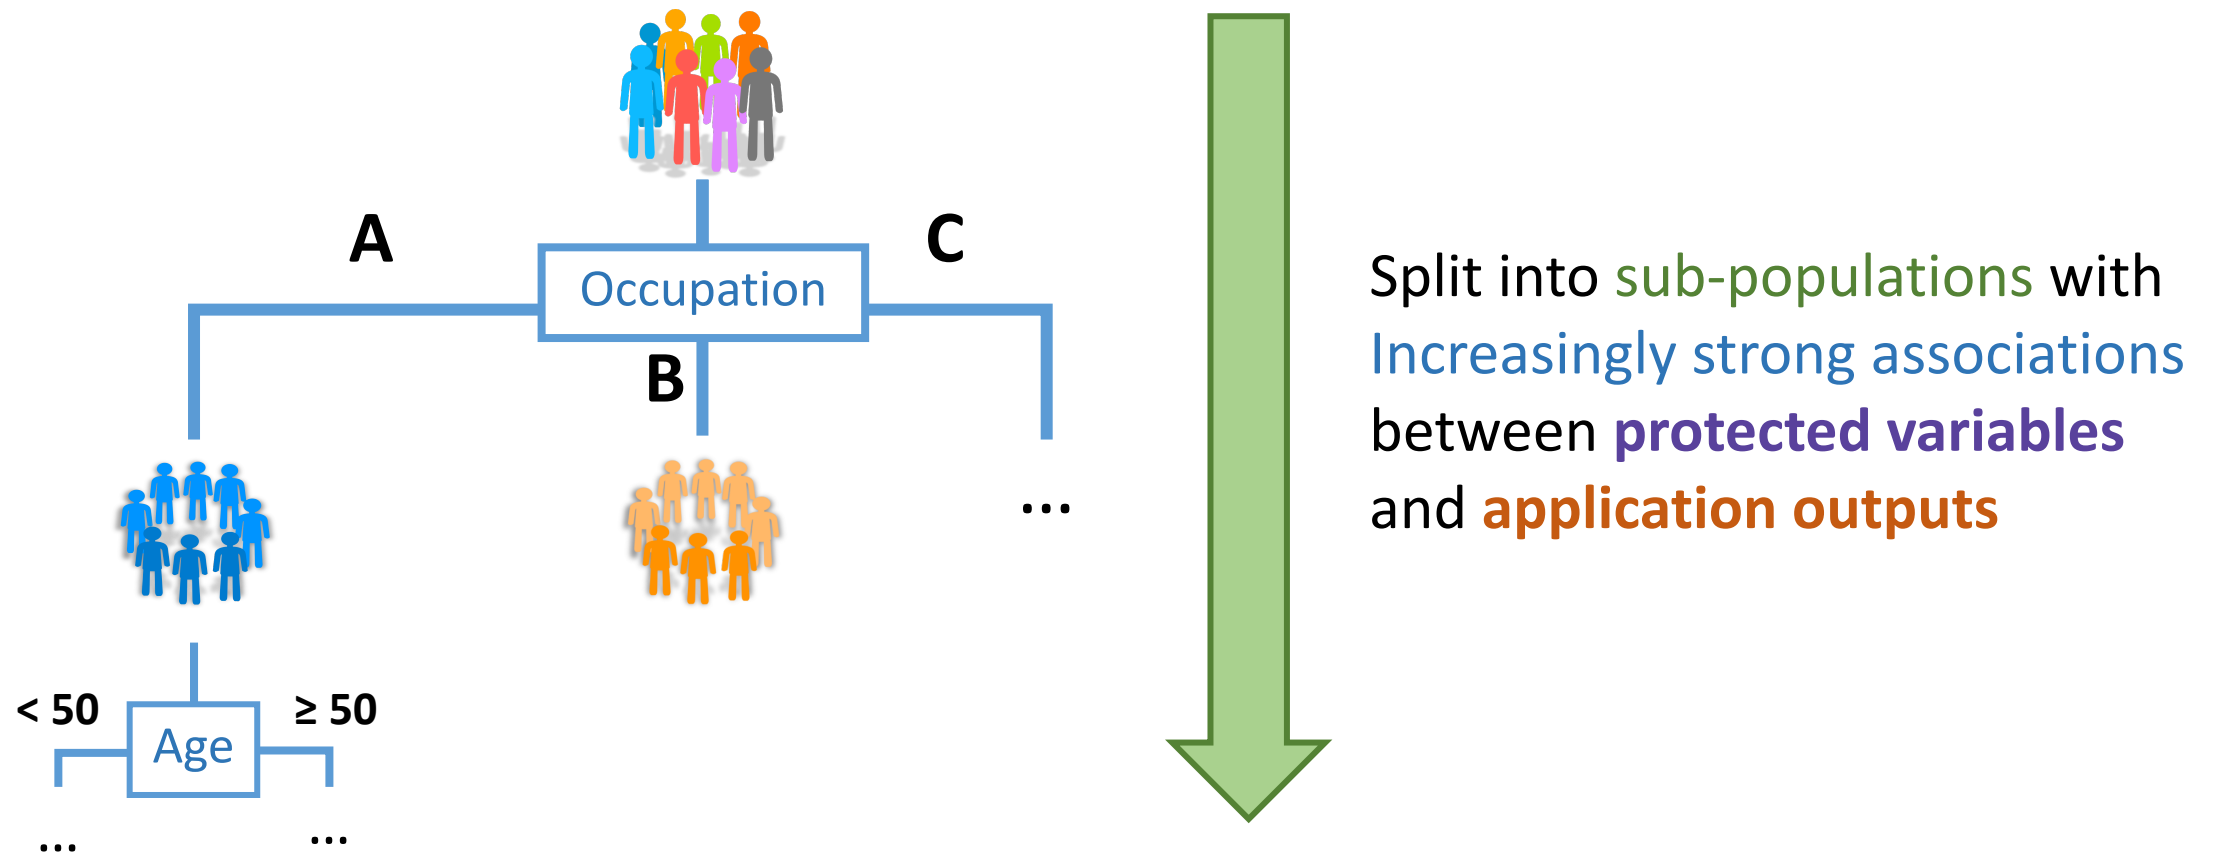 A
C
Occupation
B
...
< 50
≥ 50
Age
...
...
Split into sub-populations with
Increasingly strong associations
between protected variables
and application outputs